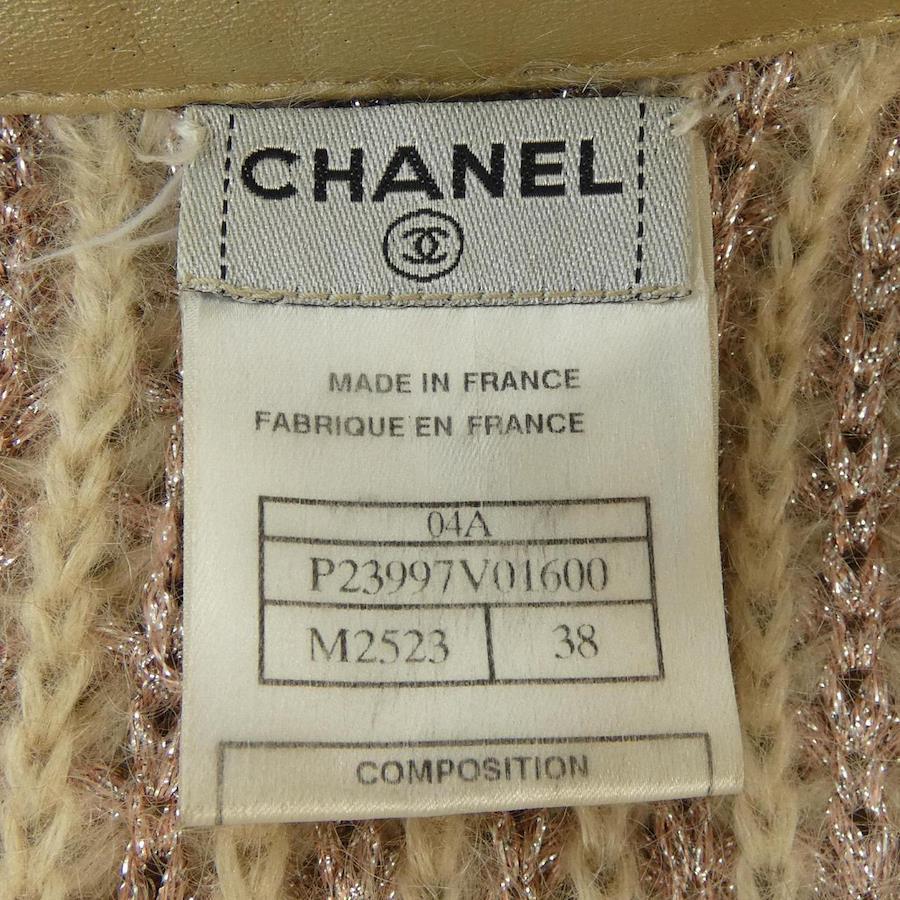 CHANEL
MADE IN FRANCE
FABRIQUE EN FRANCE
04A
P23997V01600
M2523 38
COMPOSITION